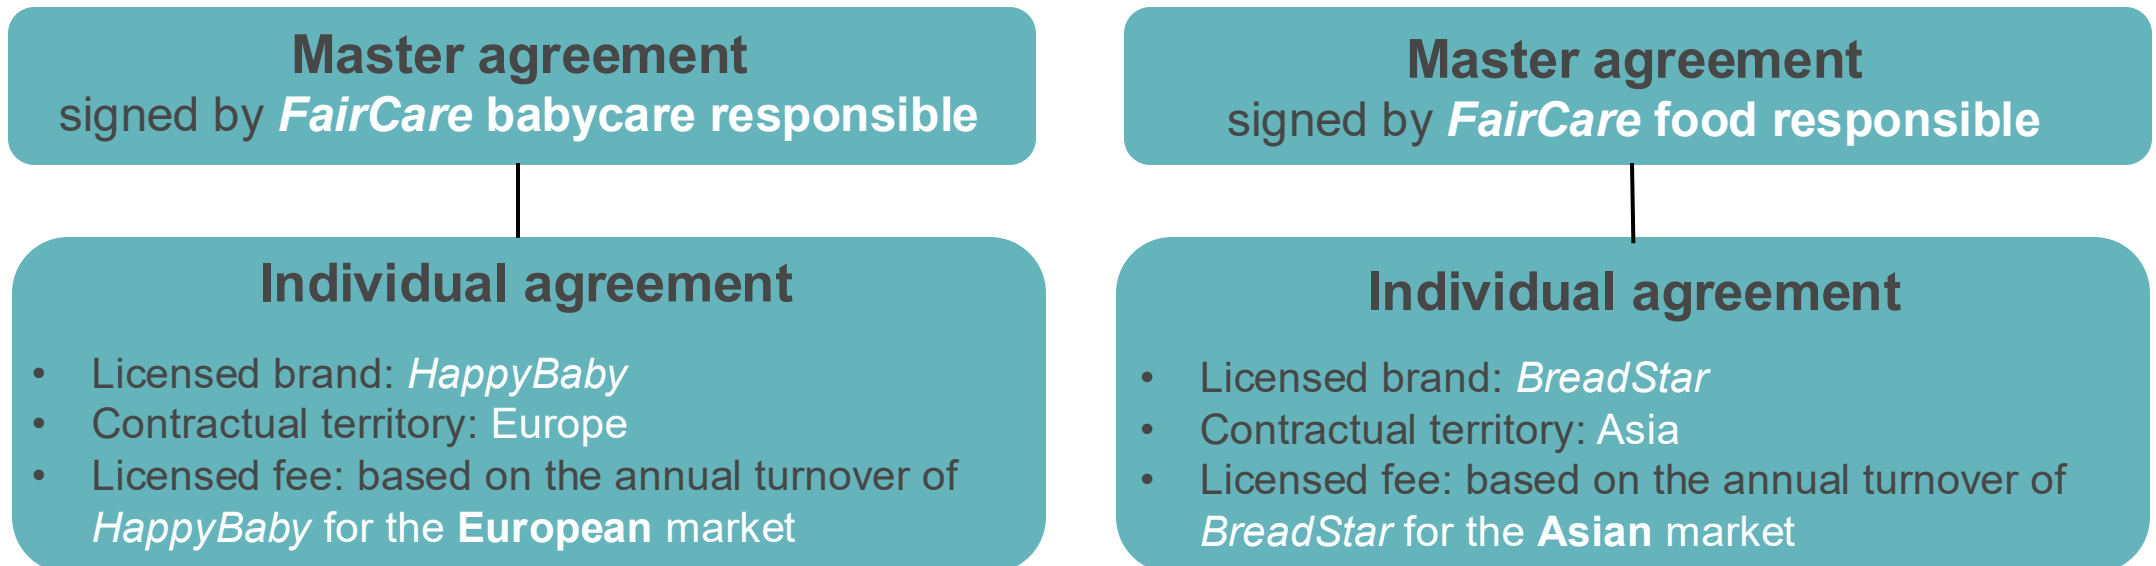 Master agreement
signed by FairCare babycare responsible
Individual agreement
• Licensed brand: HappyBaby
• Contractual territory: Europe
• Licensed fee: based on the annual turnover of
HappyBaby for the European market
Master agreement
signed by FairCare food responsible
Individual agreement
• Licensed brand: BreadStar
• Contractual territory: Asia
• Licensed fee: based on the annual turnover of
BreadStar for the Asian market